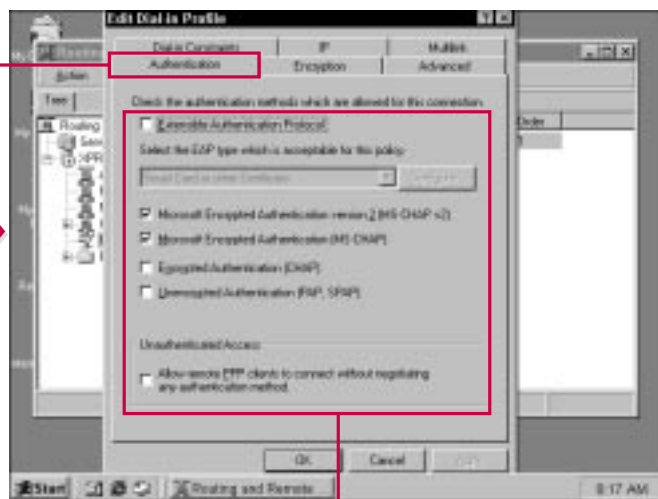 Edit Dial-in Profile
Dial-in Constraints IP Multilink
Authentication Encryption Advanced
Action
Tree
Routing
Order
1
Check the authentication methods which are allowed for this connection.
Extensible Authentication Protocol
Select the EAP type which is acceptable for this policy.
Smart Card or other Certificate
Microsoft Encrypted Authentication version 2 (MS-CHAP v2)
Microsoft Encrypted Authentication (MS-CHAP)
Encrypted Authentication (CHAP)
Unencrypted Authentication (PAP, SPAP)
Unauthenticated Access
Allow remote PPP clients to connect without negotiating
any authentication method.
OK Cancel
Start Routing and Remote... 8:17 AM